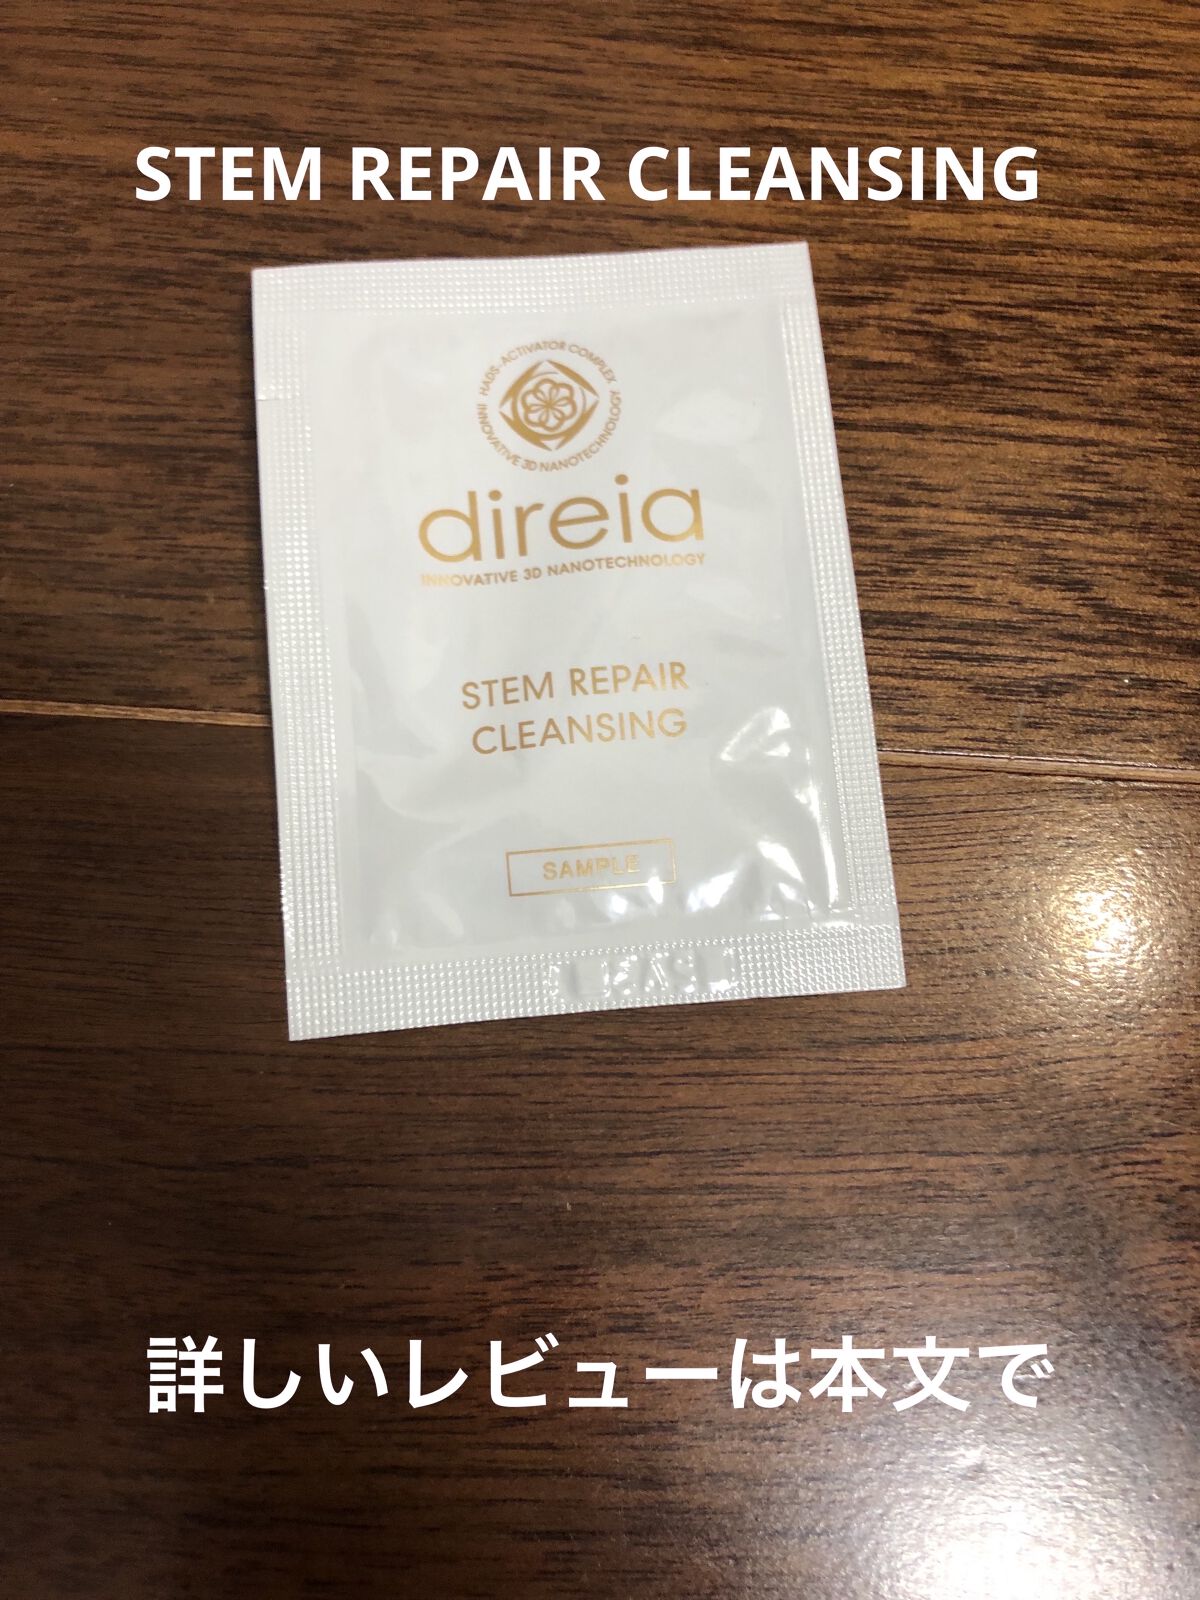 STEM REPAIR CLEANSING
HADS-ACTIVATOR COMPLEX
INNOVATIVE 3D NANOTECHNOLOGY
direia
INNOVATIVE 3D NANOTECHNOLOGY
STEM REPAIR
CLEANSING
SAMPLE
詳しいレビューは本文で